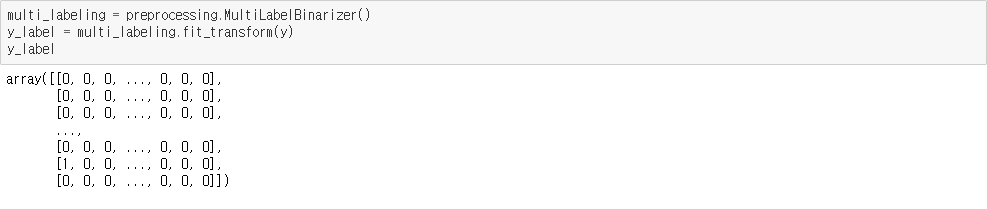 multi_labeling = preprocessing.MultiLabelBinarizer()
y_label = multi_labeling.fit_transform(y)
y_label
array([[0, 0, 0, ..., 0, 0, 0],
       [0, 0, 0, ..., 0, 0, 0],
       [0, 0, 0, ..., 0, 0, 0],
       ...,
       [0, 0, 0, ..., 0, 0, 0],
       [1, 0, 0, ..., 0, 0, 0],
       [0, 0, 0, ..., 0, 0, 0]])